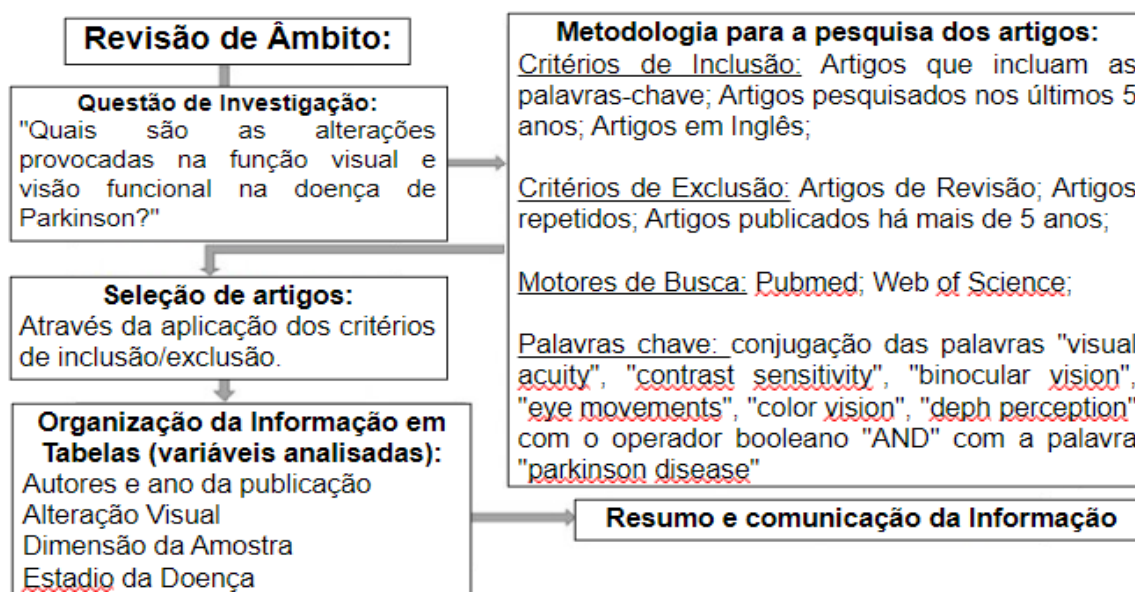 Revisão de Âmbito:
Questão de Investigação:
"Quais são as alterações
provocadas na função visual e
visão funcional na doença de
Parkinson?"
Metodologia para a pesquisa dos artigos:
Critérios de Inclusão: Artigos que incluam as
palavras-chave; Artigos pesquisados nos últimos 5
anos; Artigos em Inglês;
Critérios de Exclusão: Artigos de Revisão; Artigos
repetidos; Artigos publicados há mais de 5 anos;
Motores de Busca: Pubmed; Web of Science;
Palavras chave: conjugação das palavras "visual
acuity", "contrast sensitivity", "binocular vision",
"eye movements", "color vision", "deph perception"
com o operador booleano "AND" com a palavra
"parkinson disease"
Seleção de artigos:
Através da aplicação dos critérios
de inclusão/exclusão.
Organização da Informação em
Tabelas (variáveis analisadas):
Autores e ano da publicação
Alteração Visual
Dimensão da Amostra
Estadio da Doença
Resumo e comunicação da Informação